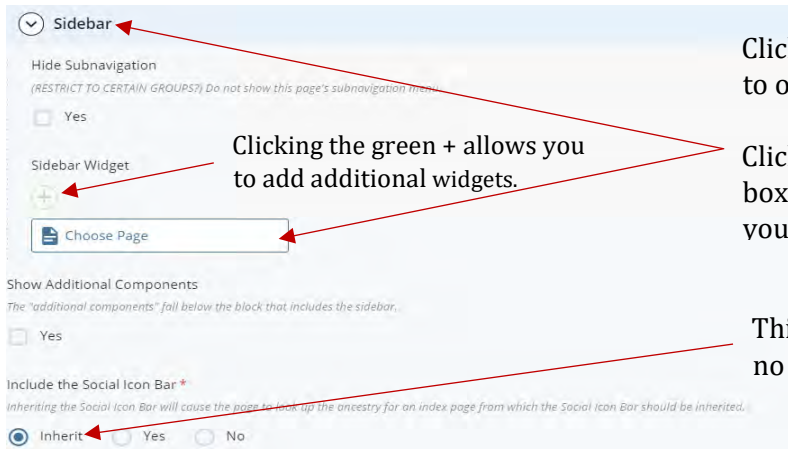 Sidebar
Hide Subnavigation
(RESTRICT TO CERTAIN GROUPS?) Do not show this page's subnavigation menu.
Yes
Sidebar Widget
Clicking the green + allows you
to add additional widgets.
Choose Page
Show Additional Components
The "additional components" fall below the block that includes the sidebar.
Yes
Include the Social Icon Bar *
Inheriting the Social Icon Bar will cause the page to look up the ancestry for an index page from which the Social Icon Bar should be inherited.
Inherit Yes No
to o
box
you
no